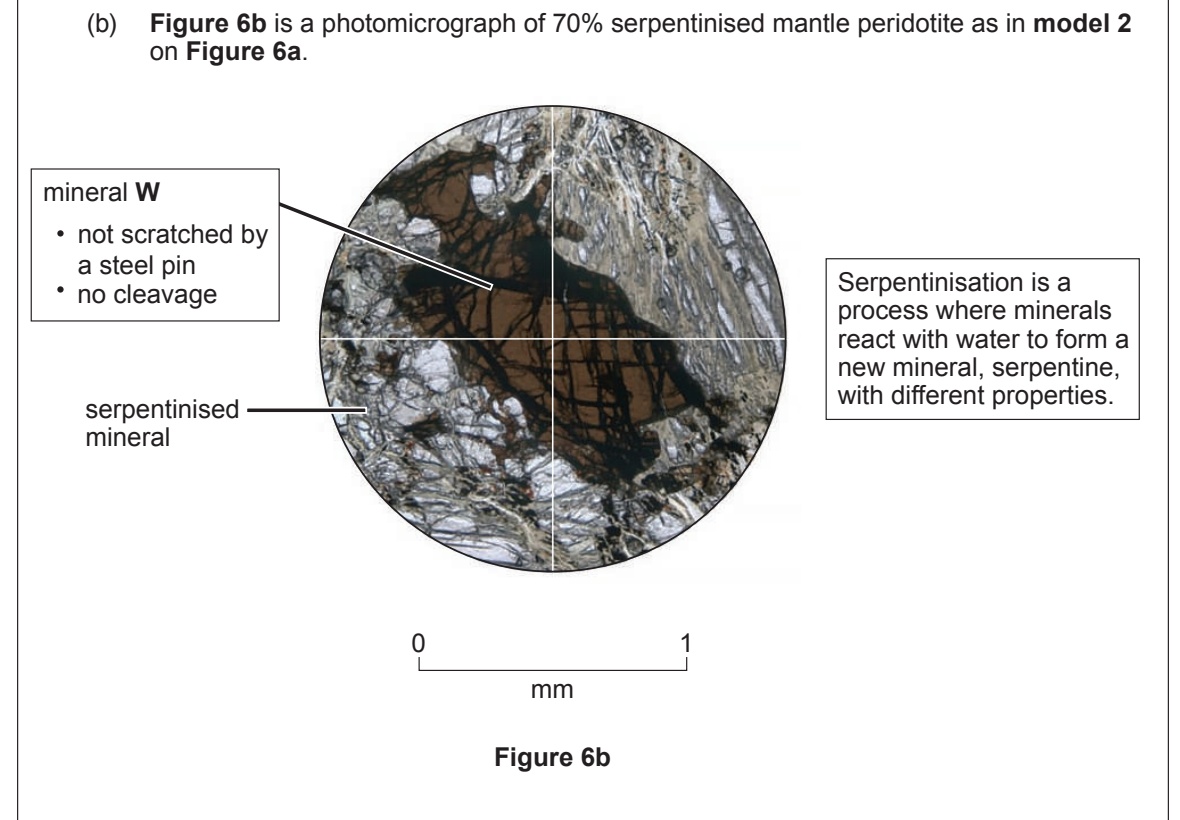 (b) Figure 6b is a photomicrograph of 70% serpentinised mantle peridotite as in model 2
on Figure 6a.
mineral W
• not scratched by
a steel pin
• no cleavage
serpentinised
mineral
Serpentinisation is a
process where minerals
react with water to form a
new mineral, serpentine,
with different properties.
0 1
mm
Figure 6b